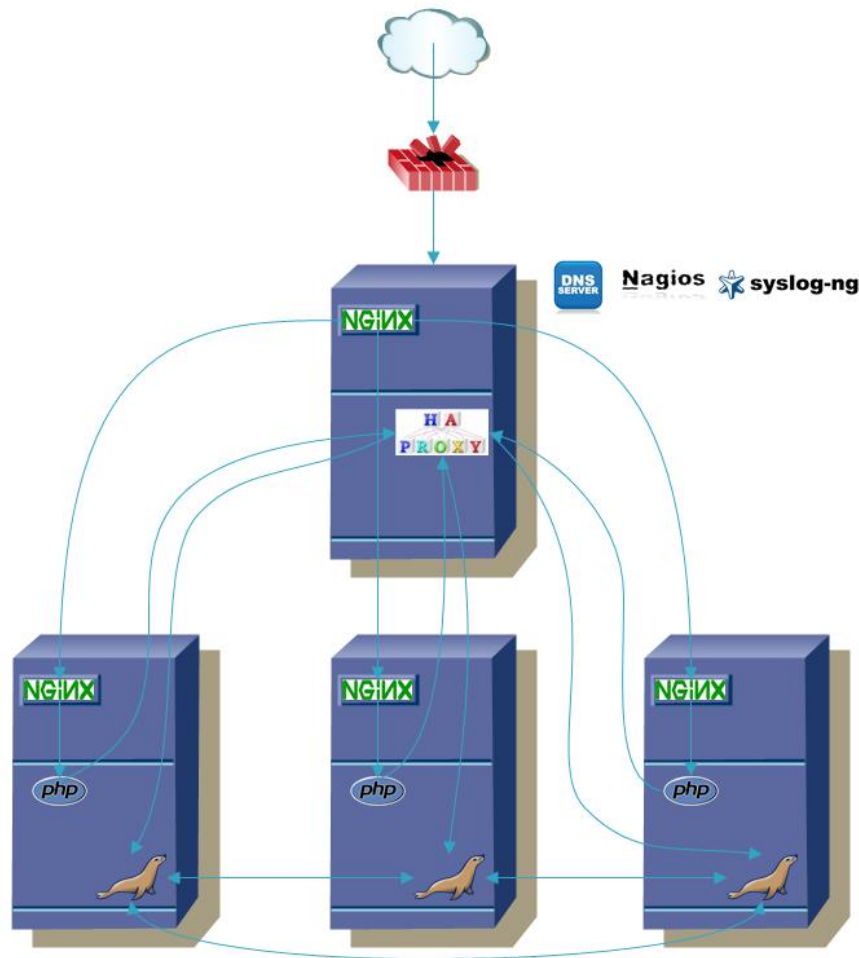 DNS
SERVER
Nagios
syslog-ng
NGiNX
HA
PROXY
NGiNX
NGiNX
NGiNX
php
php
php